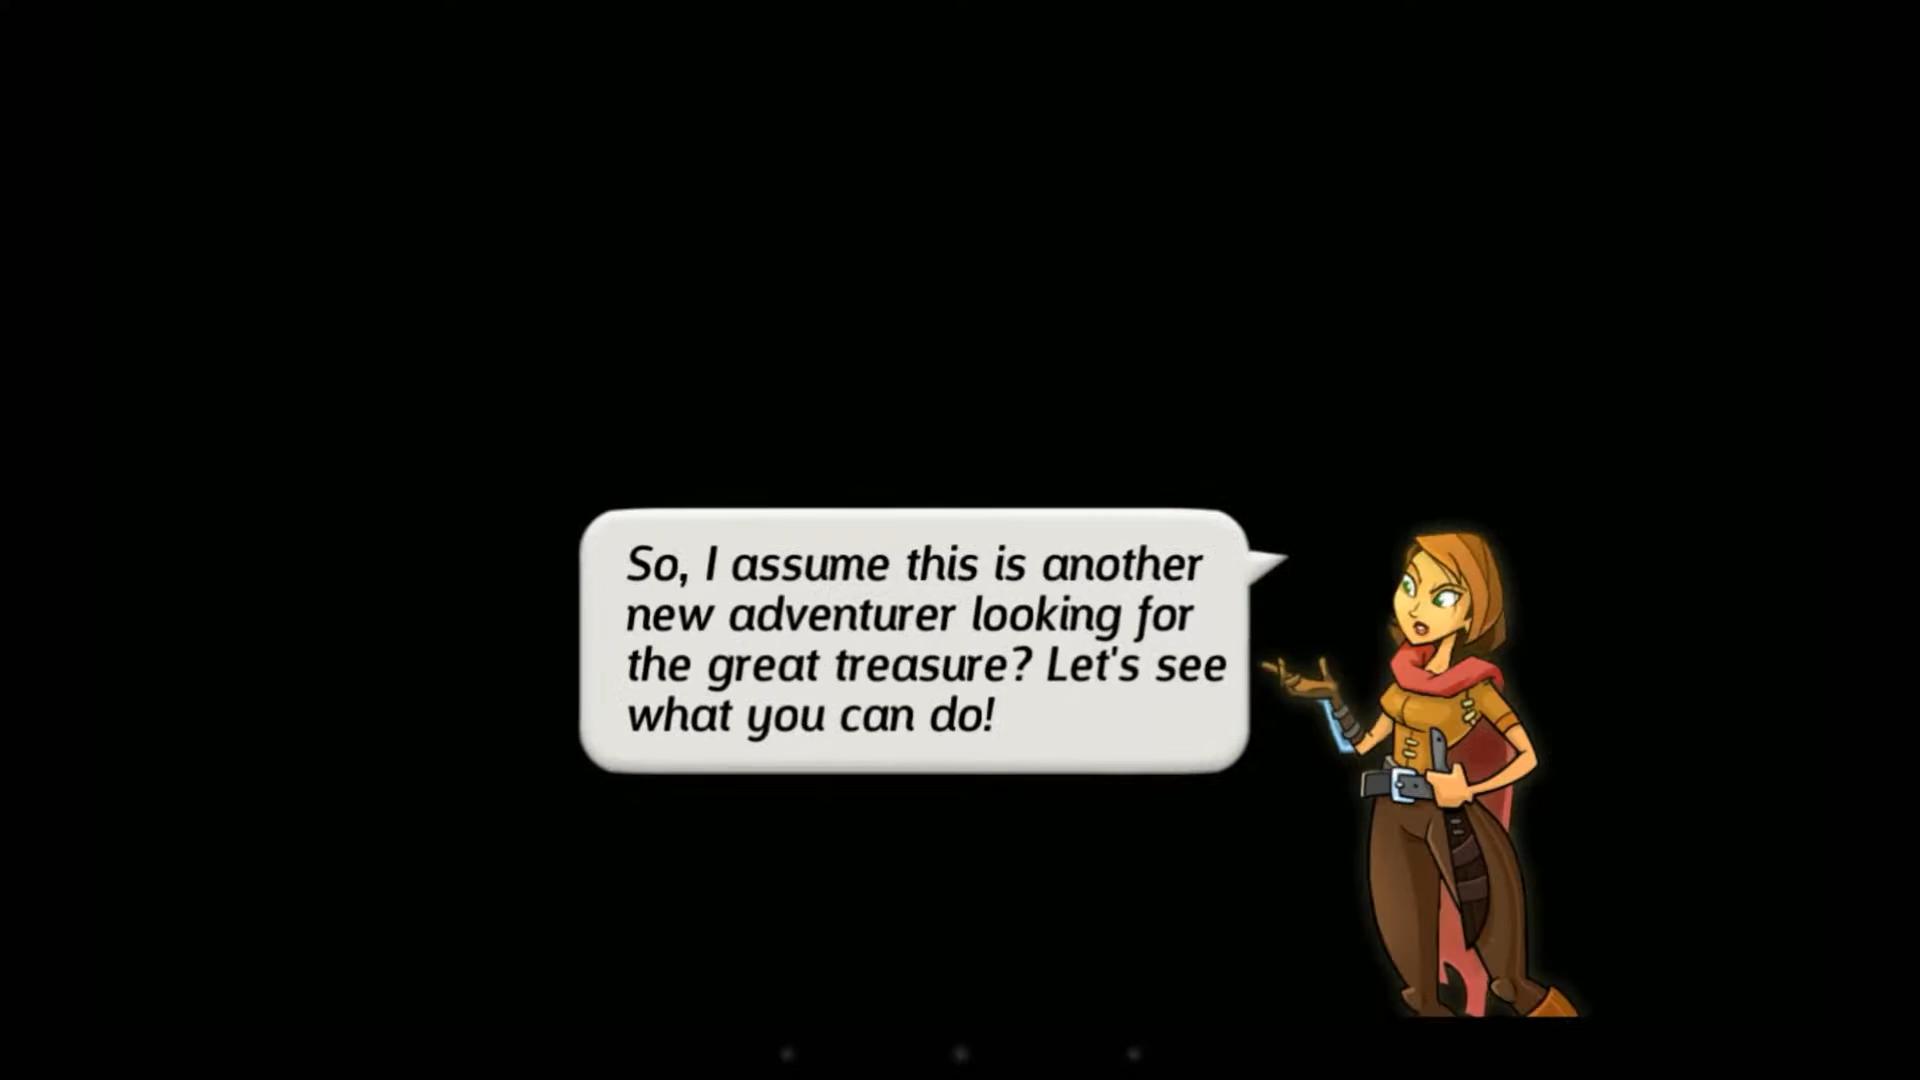 So, I assume this is another
new adventurer looking for
the great treasure? Let's see
what you can do!